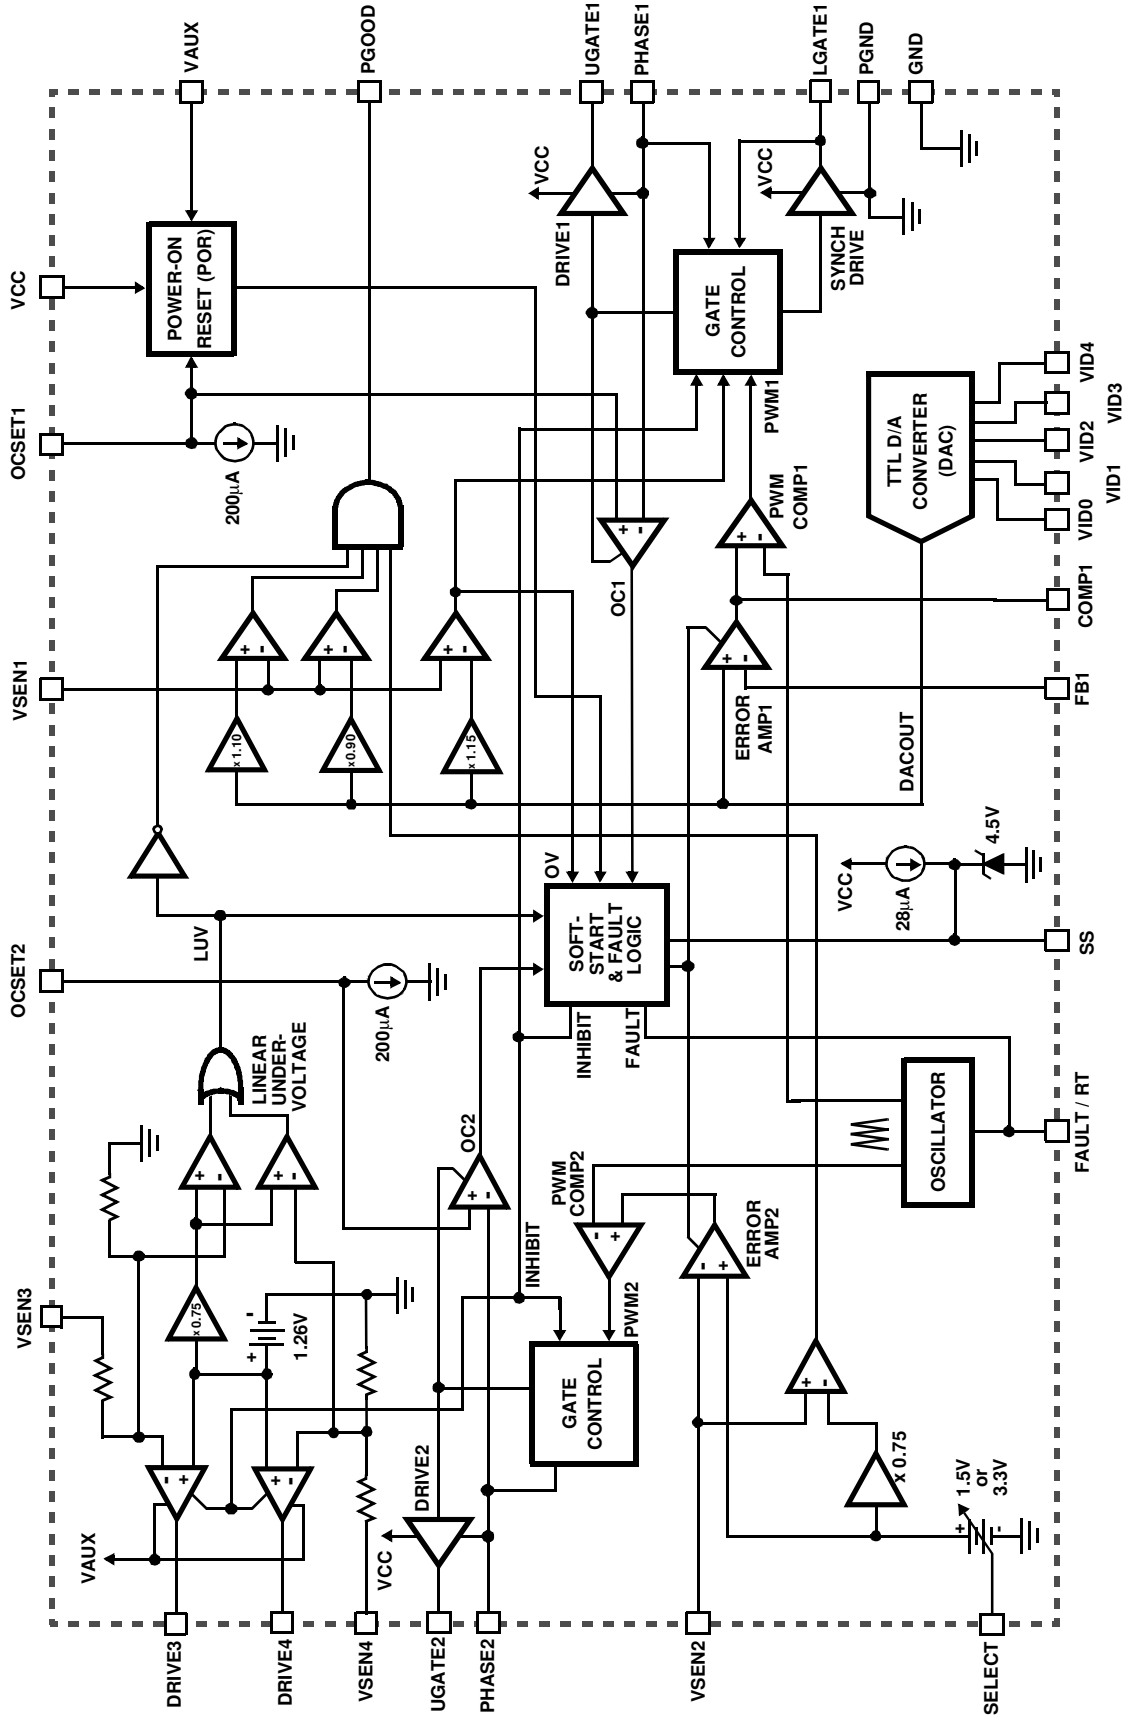 VSEN3
OCSET2
VSEN1
OCSET1
VCC
VAUX
PGOOD
UGATE1
PHASE1
LGATE1
PGND
GND
VAUX
+
-
1.26V
x 0.75
+
-
+
-
LINEAR
UNDER-
VOLTAGE
LUV
-
+
+
-
200µA
x 1.10
x 0.90
x 1.15
+
-
+
-
+
-
200µA
POWER-ON
RESET (POR)
VCC
DRIVE2
OC2
+
-
INHIBIT
INHIBIT
FAULT
SOFT-
START
& FAULT
LOGIC
OV
OC1
+
-
DRIVE1
VCC
GATE
CONTROL
PWM2
PWM
COMP2
-
+
ERROR
AMP2
-
+
ERROR
AMP1
+
-
PWM
COMP1
+
-
PWM1
GATE
CONTROL
SYNCH
DRIVE
VCC
+
-
x 0.75
1.5V
or
3.3V
+
-
OSCILLATOR
VCC
28µA
4.5V
DACOUT
TTL D/A
CONVERTER
(DAC)
DRIVE3
DRIVE4
VSEN4
UGATE2
PHASE2
VSEN2
SELECT
FAULT / RT
SS
FB1
COMP1
VID0
VID1
VID2
VID3
VID4